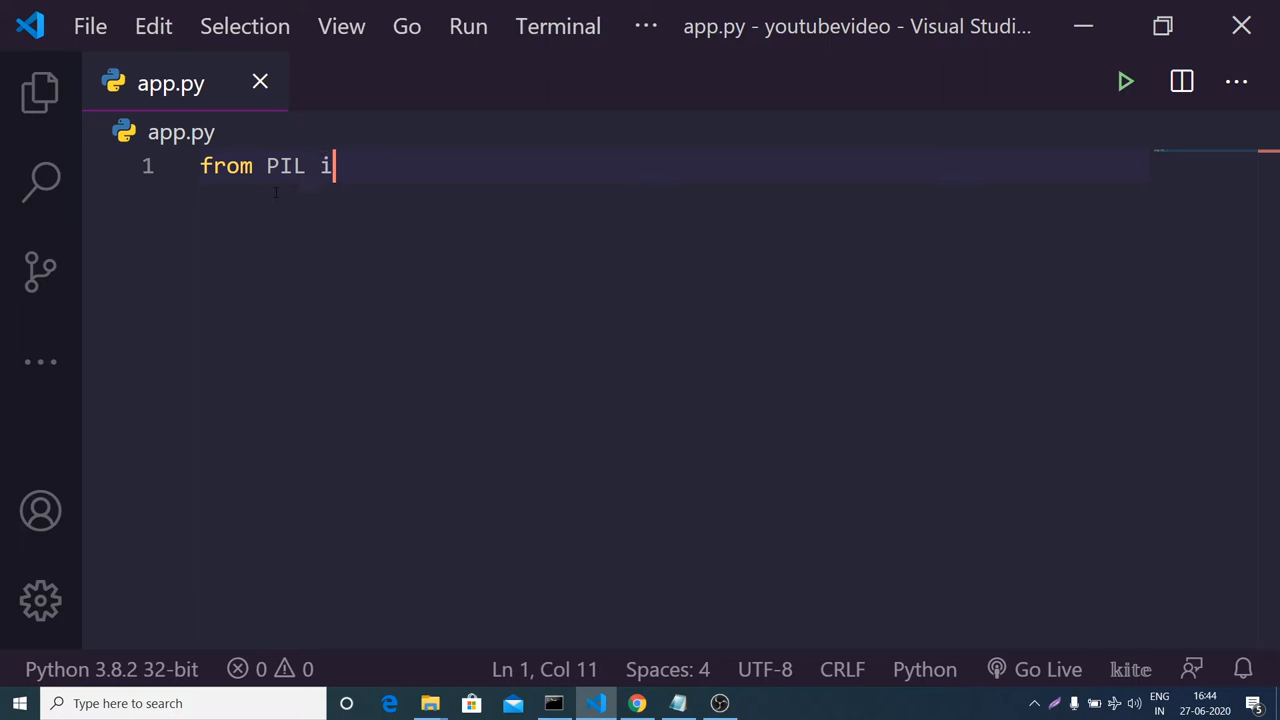 File Edit Selection View Go Run Terminal ··· app.py - youtubevideo - Visual Studi...
app.py
app.py
1 from PIL i
Python 3.8.2 32-bit 0 0 Ln 1, Col 11 Spaces: 4 UTF-8 CRLF Python Go Live kite
Type here to search ENG 16:44
IN 27-06-2020 5